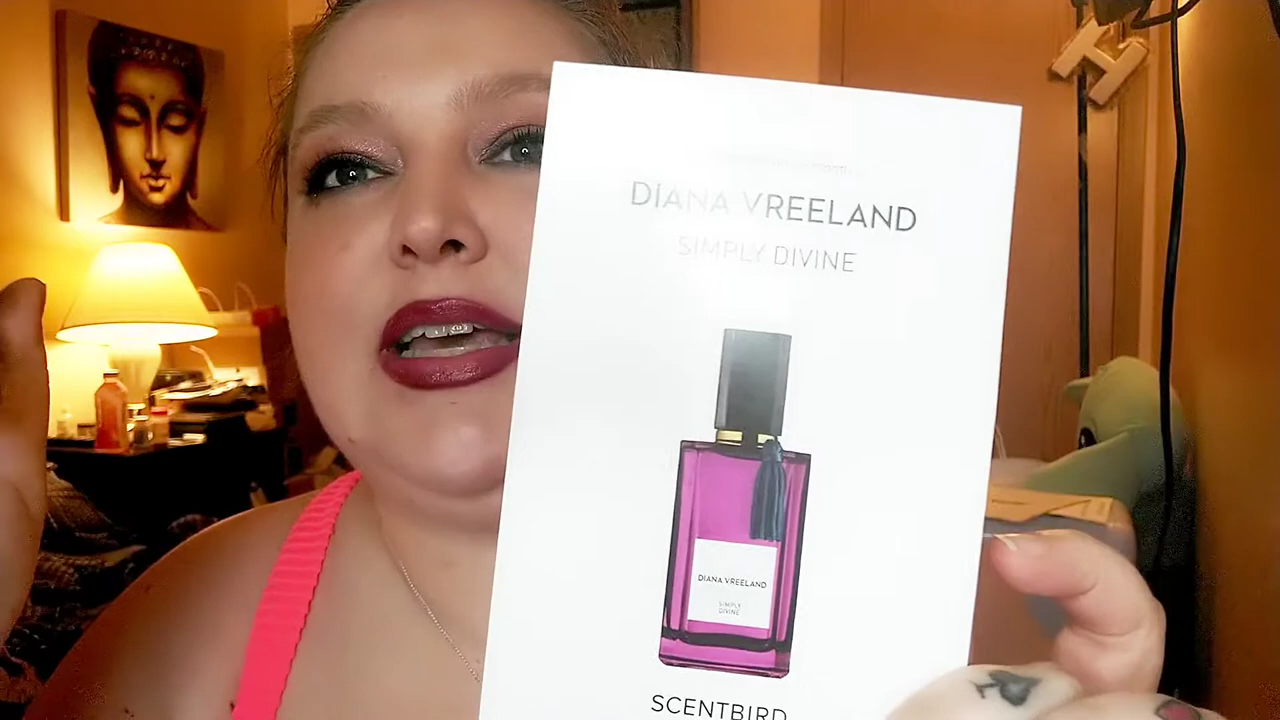 DIANA VREELAND
SIMPLY DIVINE
DIANA VREELAND
SIMPLY
DIVINE
SCENTBIRD